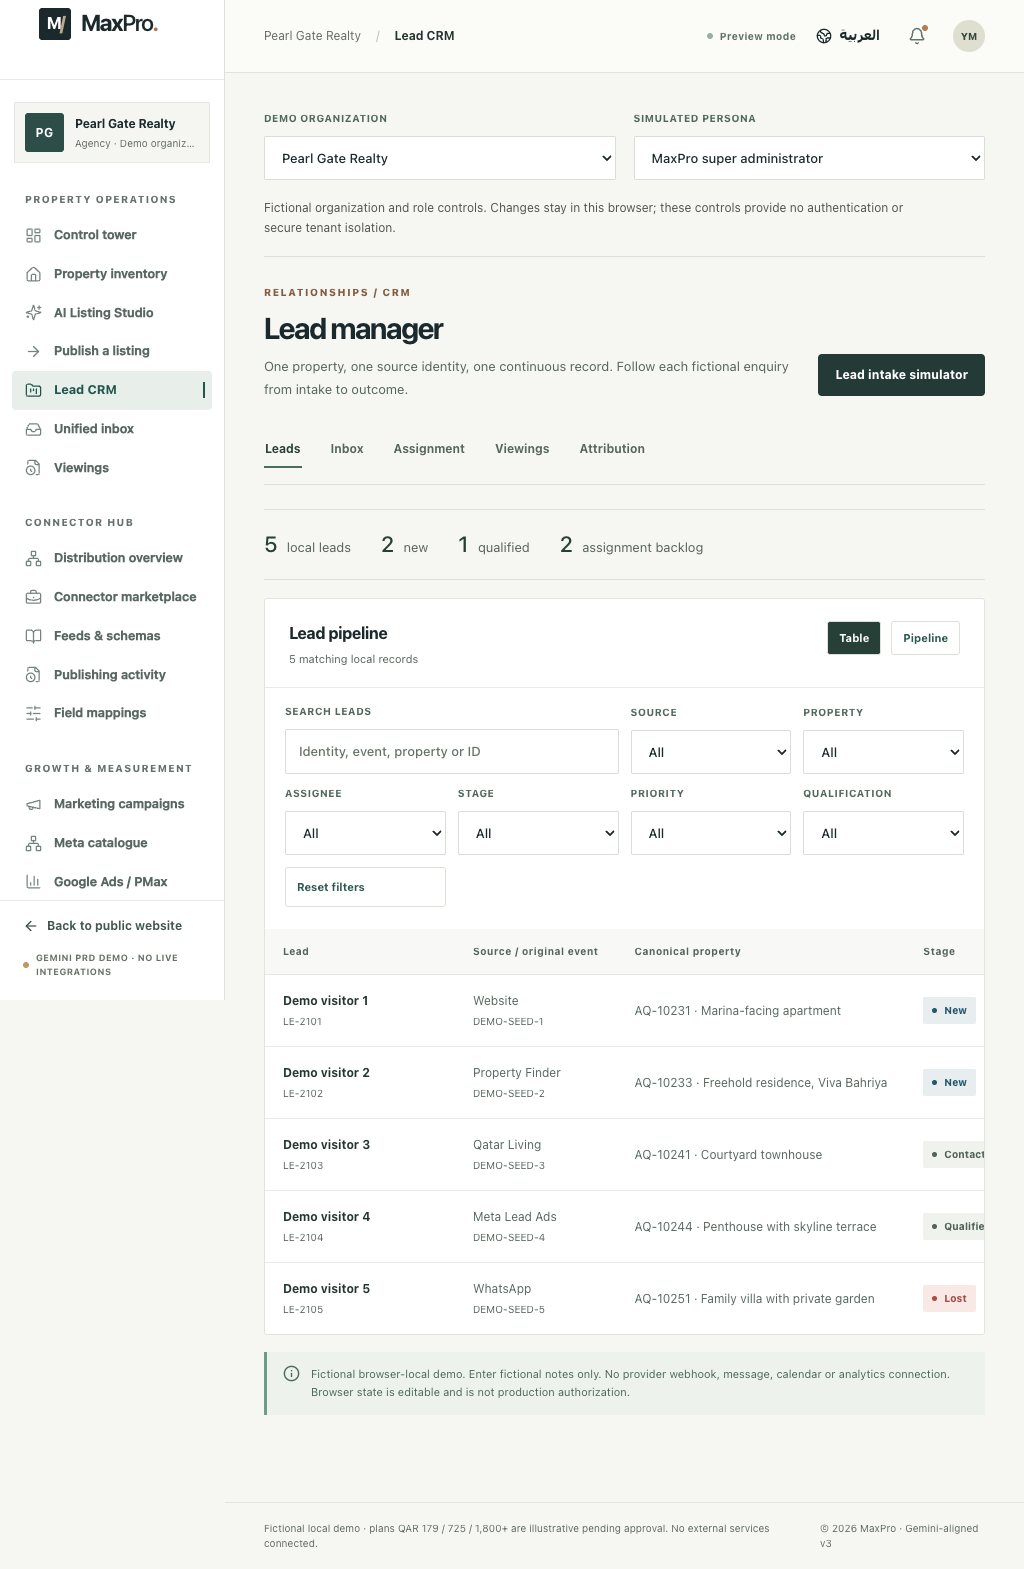 M/ MaxPro.
Pearl Gate Realty / Lead CRM
Preview mode
العربية
YM
PG
Pearl Gate Realty
Agency · Demo organiz...
PROPERTY OPERATIONS
Control tower
Property inventory
AI Listing Studio
Publish a listing
Lead CRM
Unified inbox
Viewings
CONNECTOR HUB
Distribution overview
Connector marketplace
Feeds & schemas
Publishing activity
Field mappings
GROWTH & MEASUREMENT
Marketing campaigns
Meta catalogue
Google Ads / PMax
Back to public website
GEMINI PRD DEMO · NO LIVE
INTEGRATIONS
DEMO ORGANIZATION
Pearl Gate Realty
SIMULATED PERSONA
MaxPro super administrator
Fictional organization and role controls. Changes stay in this browser; these controls provide no authentication or
secure tenant isolation.
RELATIONSHIPS / CRM
Lead manager
One property, one source identity, one continuous record. Follow each fictional enquiry
from intake to outcome.
Lead intake simulator
Leads Inbox Assignment Viewings Attribution
5 local leads 2 new 1 qualified 2 assignment backlog
Lead pipeline
5 matching local records
Table Pipeline
SEARCH LEADS
Identity, event, property or ID
SOURCE
All
PROPERTY
All
ASSIGNEE
All
STAGE
All
PRIORITY
All
QUALIFICATION
All
Reset filters
Lead Source / original event Canonical property Stage
Demo visitor 1 Website AQ-10231 · Marina-facing apartment New
LE-2101 DEMO-SEED-1
Demo visitor 2 Property Finder AQ-10233 · Freehold residence, Viva Bahriya New
LE-2102 DEMO-SEED-2
Demo visitor 3 Qatar Living AQ-10241 · Courtyard townhouse Contact
LE-2103 DEMO-SEED-3
Demo visitor 4 Meta Lead Ads AQ-10244 · Penthouse with skyline terrace Qualifie
LE-2104 DEMO-SEED-4
Demo visitor 5 WhatsApp AQ-10251 · Family villa with private garden Lost
LE-2105 DEMO-SEED-5
Fictional browser-local demo. Enter fictional notes only. No provider webhook, message, calendar or analytics connection.
Browser state is editable and is not production authorization.
Fictional local demo · plans QAR 179 / 725 / 1,800+ are illustrative pending approval. No external services
connected.
© 2026 MaxPro · Gemini-aligned
v3